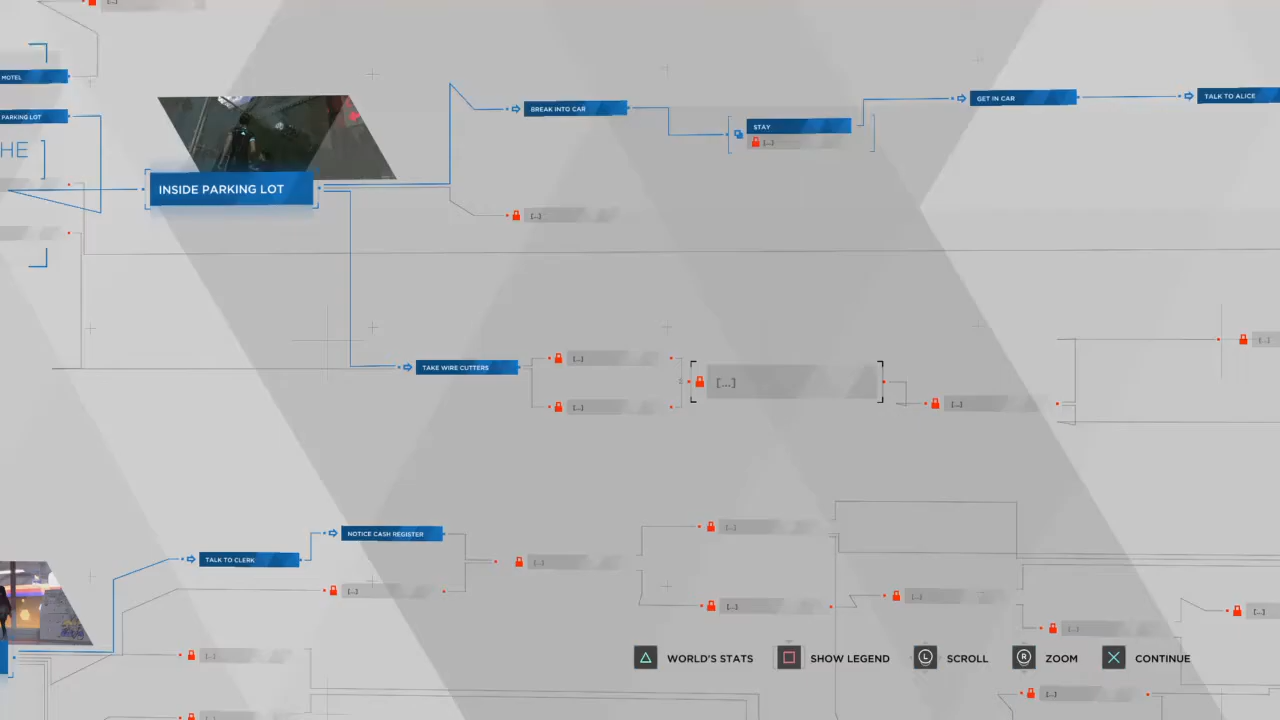 [...]
MOTEL
PARKING LOT
HE
INSIDE PARKING LOT
BREAK INTO CAR
STAY
[...]
GET IN CAR
TALK TO ALICE
[...]
TAKE WIRE CUTTERS
[...]
[...]
[...]
[...]
[...]
TALK TO CLERK
NOTICE CASH REGISTER
[...]
[...]
[...]
[...]
[...]
[...]
[...]
[...]
[...]
[...]
WORLD'S STATS
SHOW LEGEND
L
SCROLL
R
ZOOM
CONTINUE